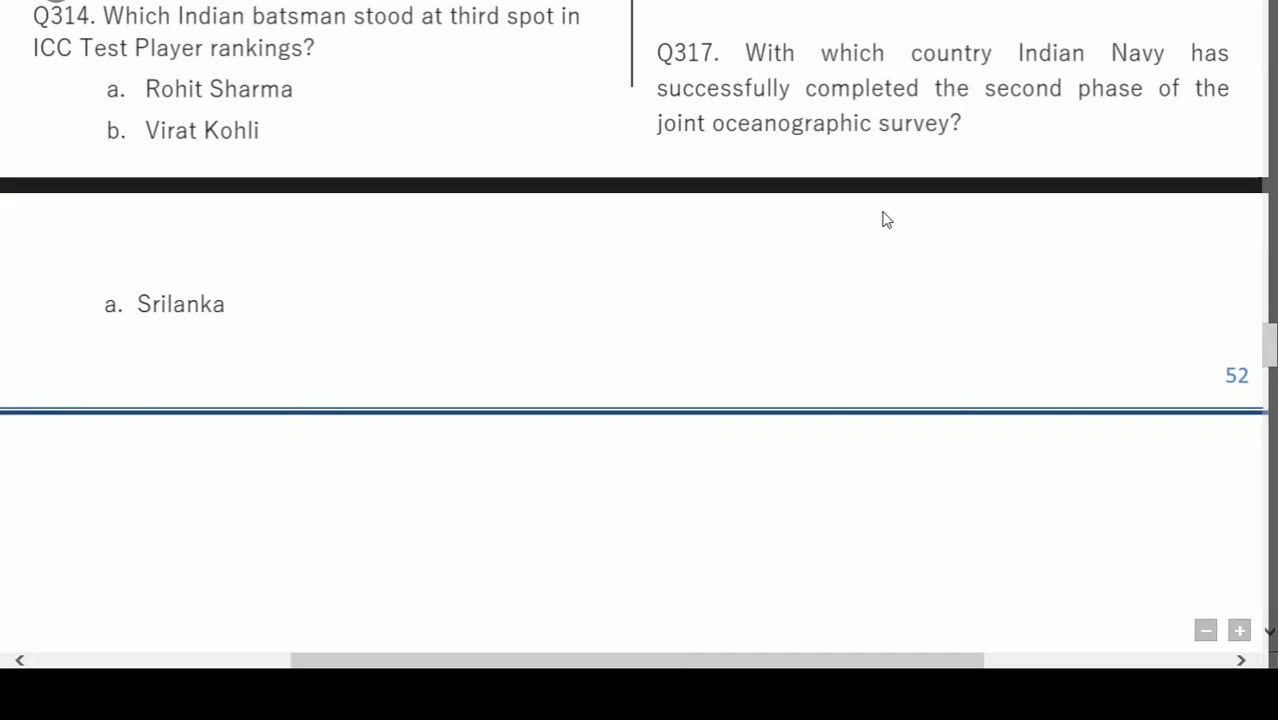 Q314. Which Indian batsman stood at third spot in
ICC Test Player rankings?
a. Rohit Sharma
b. Virat Kohli
Q317. With which country Indian Navy has
successfully completed the second phase of the
joint oceanographic survey?
a. Srilanka
52